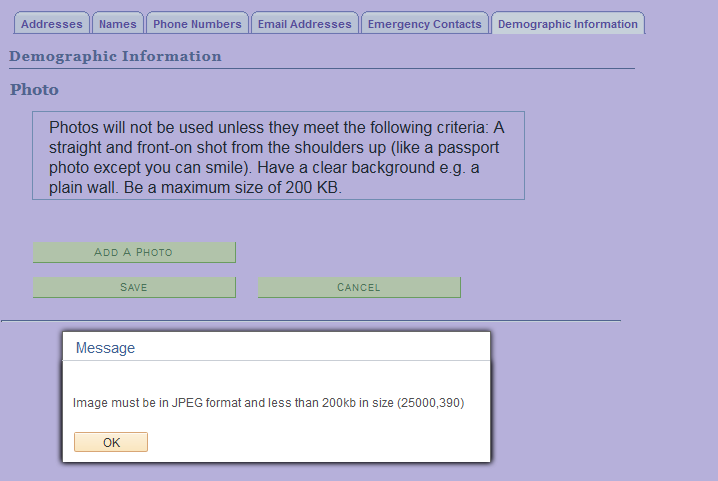 Addresses Names Phone Numbers Email Addresses Emergency Contacts Demographic Information
Demographic Information
Photo
Photos will not be used unless they meet the following criteria: A
straight and front-on shot from the shoulders up (like a passport
photo except you can smile). Have a clear background e.g. a
plain wall. Be a maximum size of 200 KB.
ADD A PHOTO
SAVE CANCEL
Message
Image must be in JPEG format and less than 200kb in size (25000,390)
OK